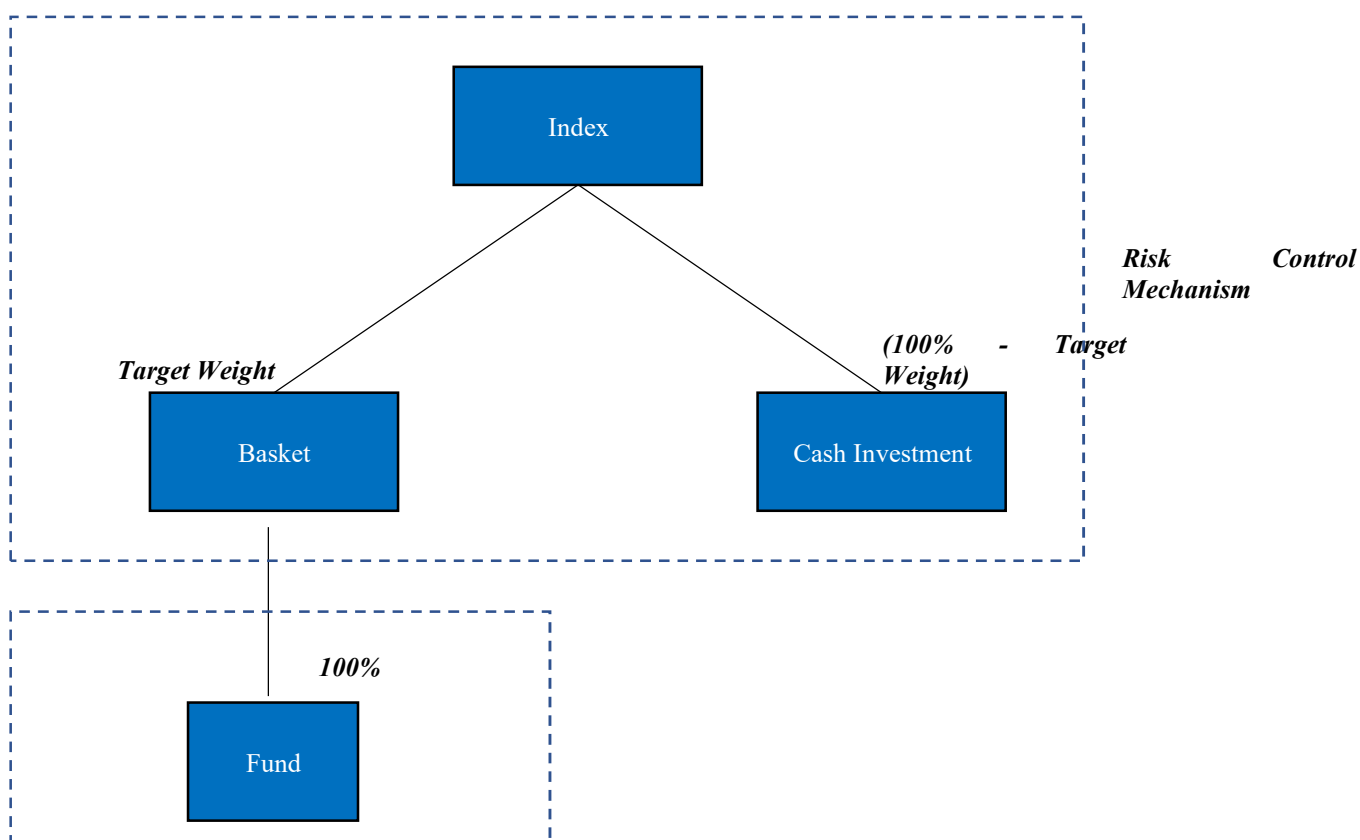 Index
Risk Control
Mechanism
(100% - Target
Weight)
Target Weight
Basket
Cash Investment
100%
Fund